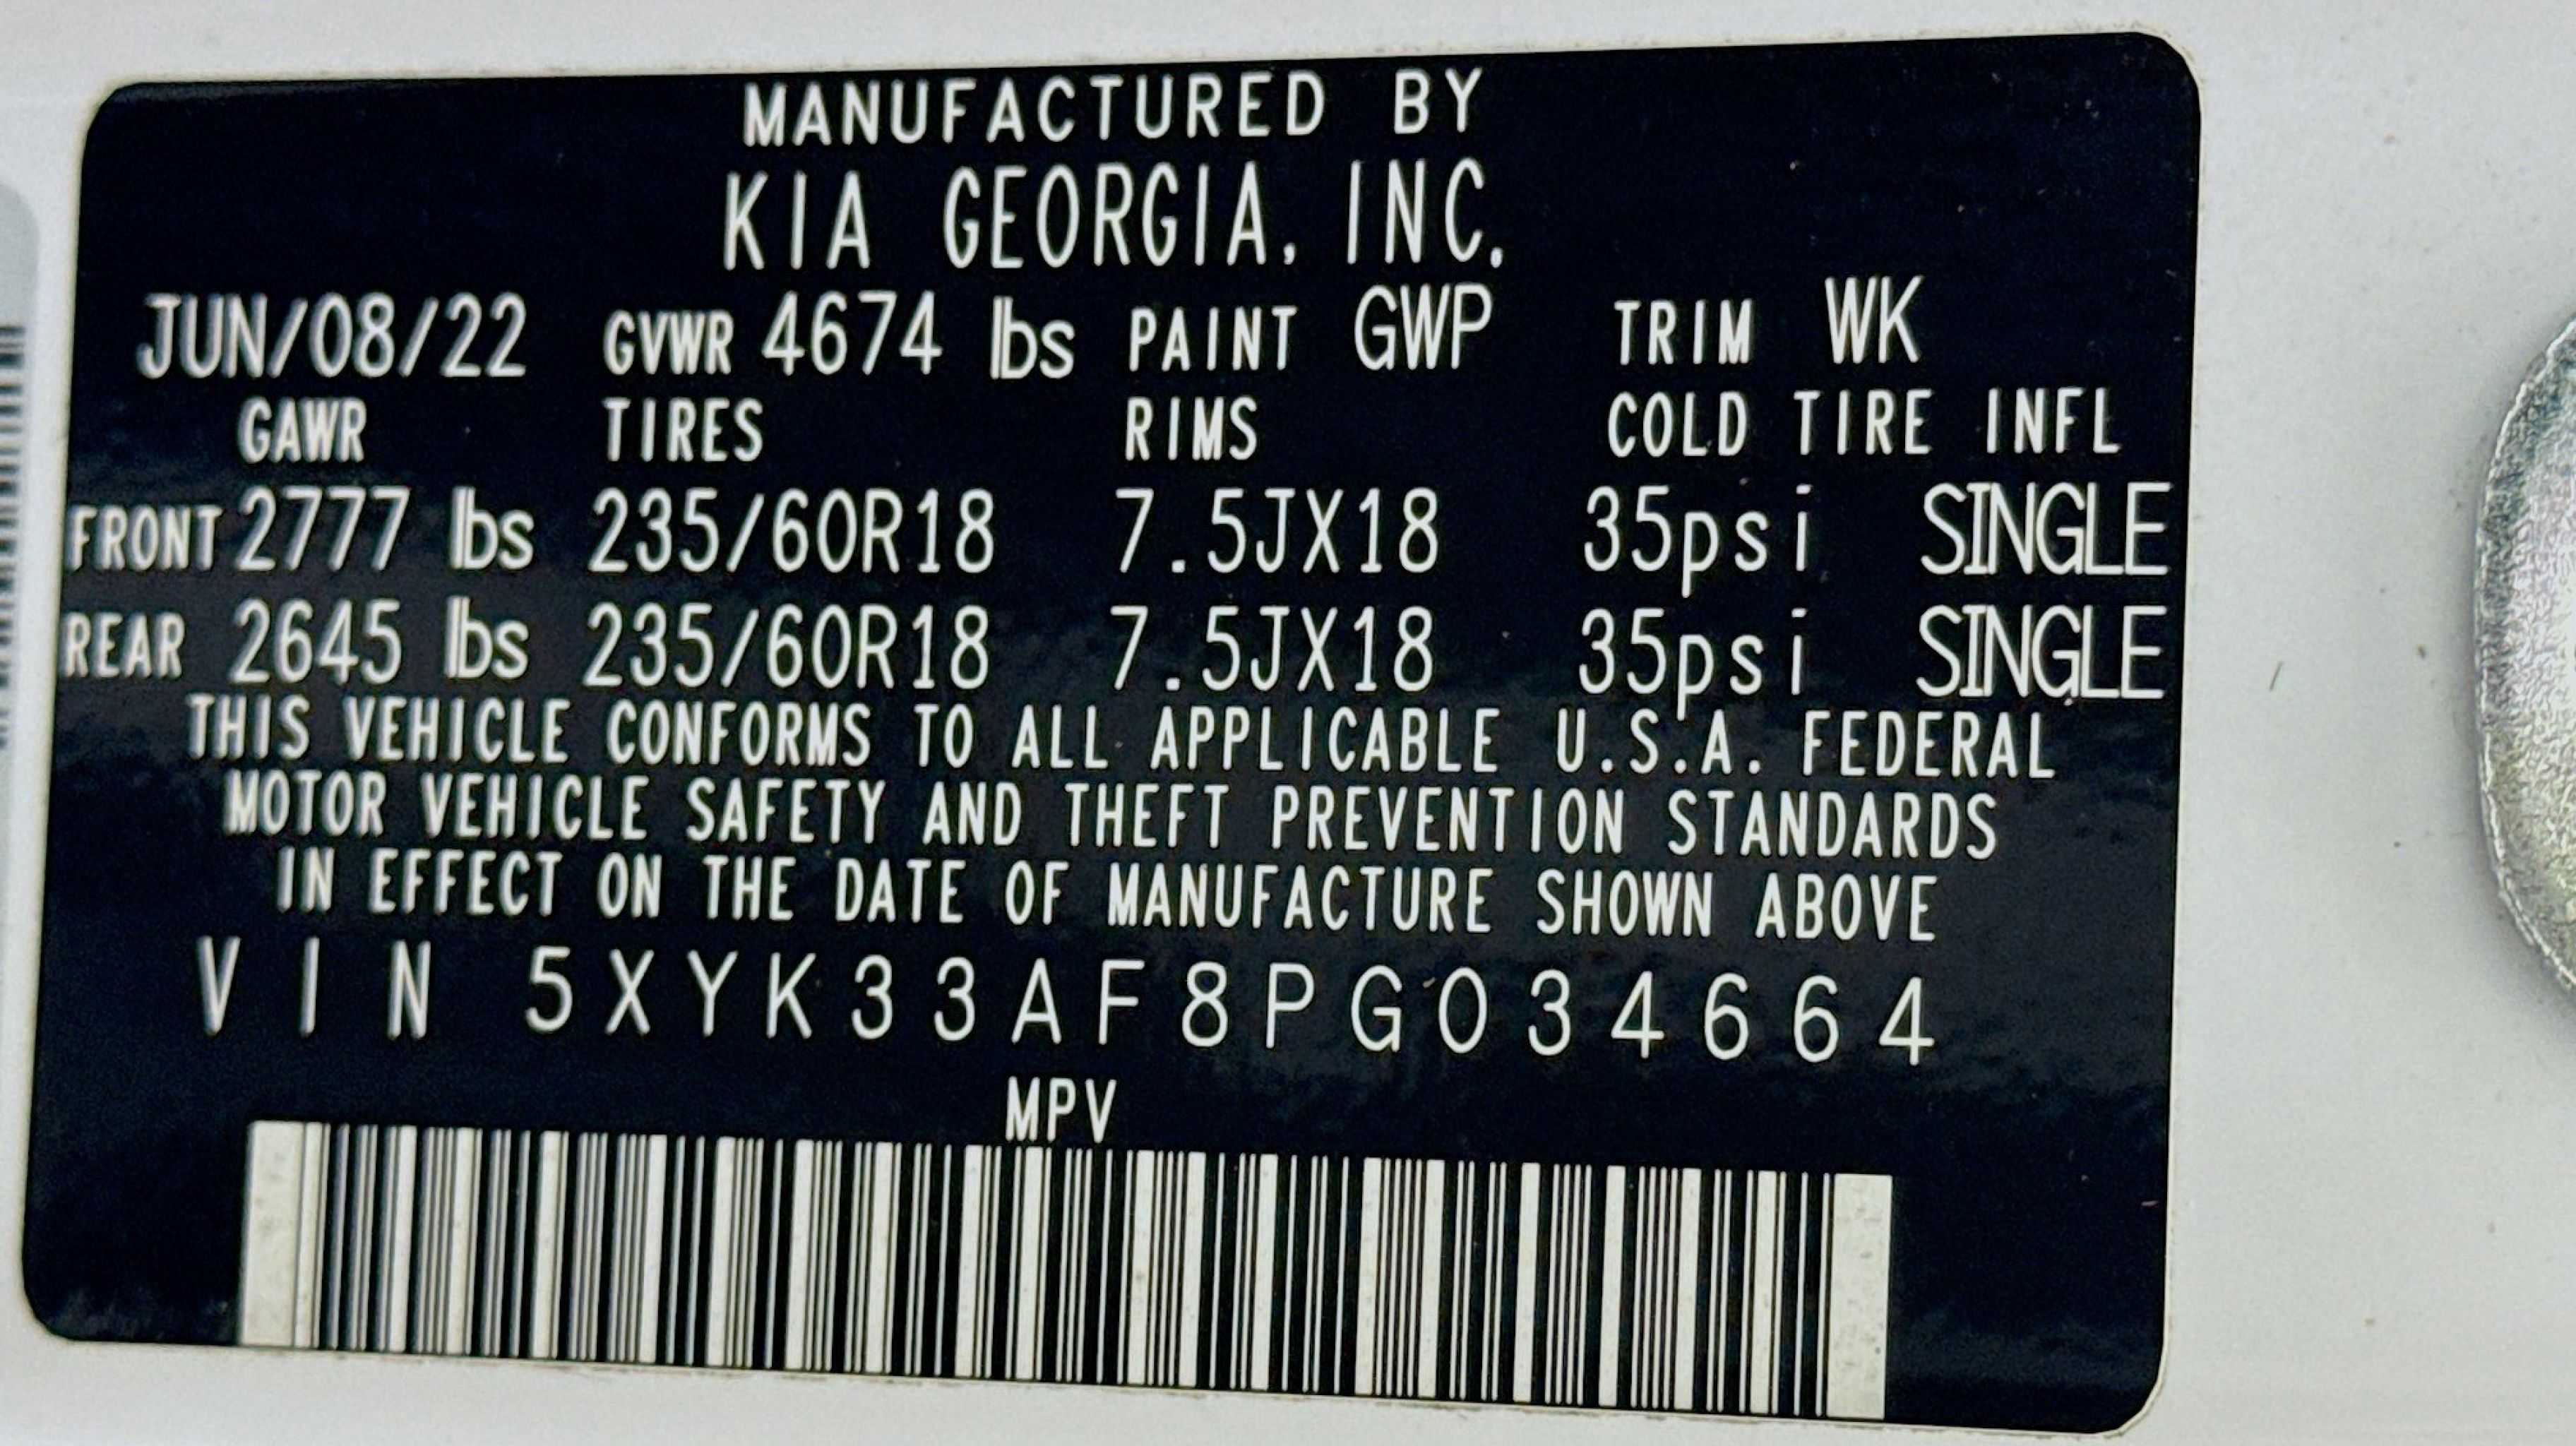 MANUFACTURED BY
KIA GEORGIA, INC.
JUN/08/22 GVWR 4674 lbs PAINT GWP TRIM WK
GAWR TIRES RIMS COLD TIRE INFL
FRONT 2777 lbs 235/60R18 7.5JX18 35psi SINGLE
REAR 2645 lbs 235/60R18 7.5JX18 35psi SINGLE
THIS VEHICLE CONFORMS TO ALL APPLICABLE U.S.A. FEDERAL
MOTOR VEHICLE SAFETY AND THEFT PREVENTION STANDARDS
IN EFFECT ON THE DATE OF MANUFACTURE SHOWN ABOVE
VIN 5XYK33AF8PG034664
MPV